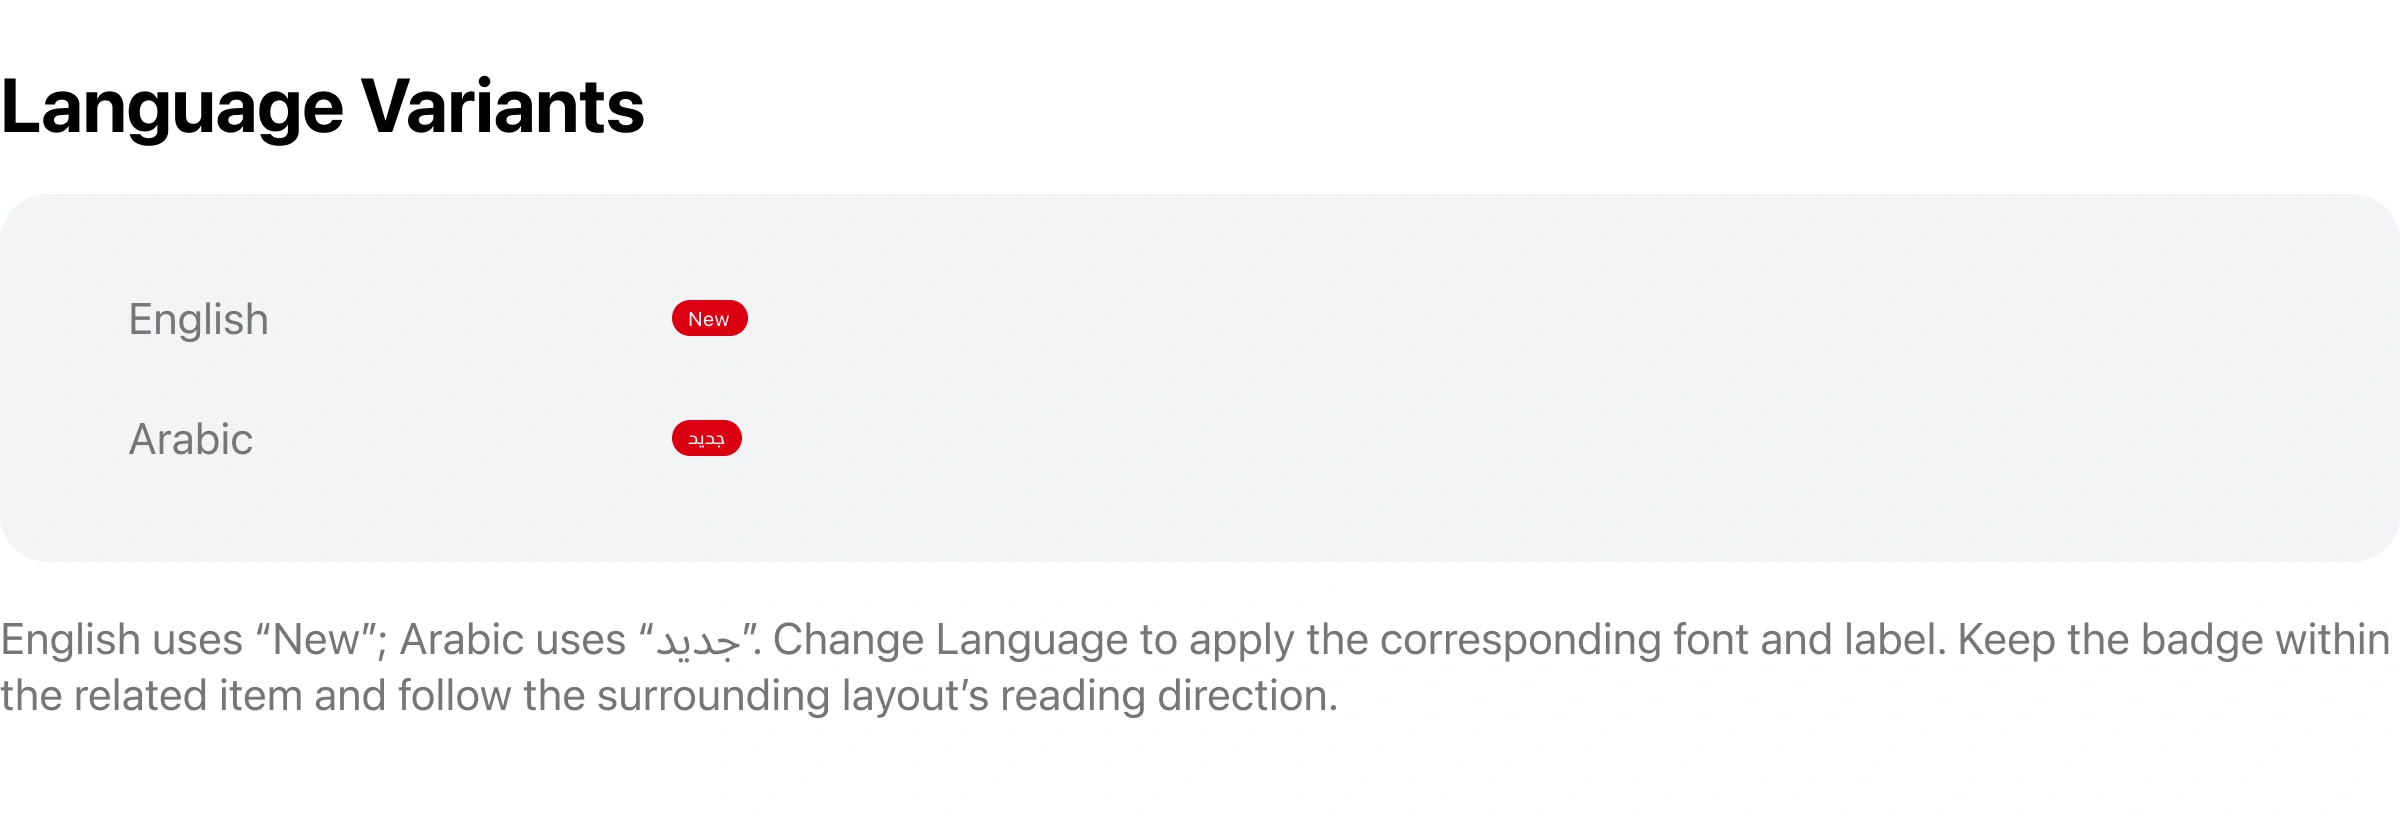 Language Variants
English
New
Arabic
جديد
English uses “New”; Arabic uses “جديد”. Change Language to apply the corresponding font and label. Keep the badge within
the related item and follow the surrounding layout’s reading direction.